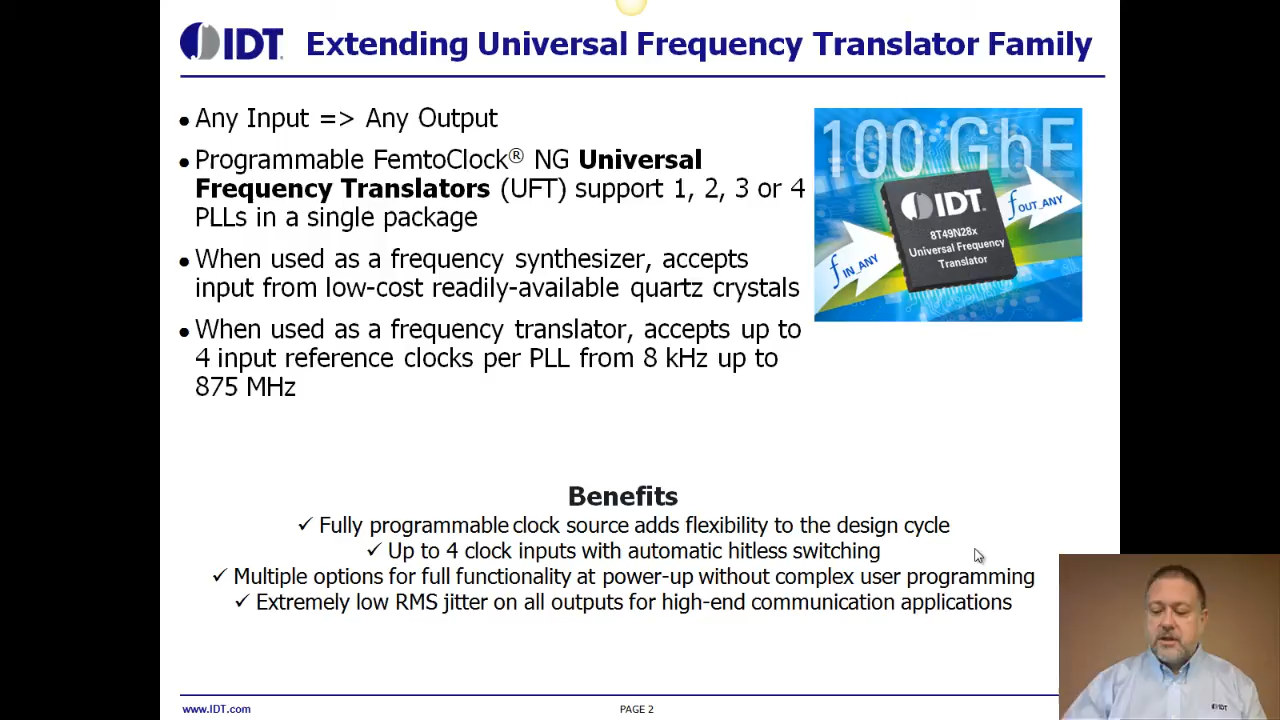 IDT Extending Universal Frequency Translator Family
• Any Input => Any Output
• Programmable FemtoClock® NG Universal
Frequency Translators (UFT) support 1, 2, 3 or 4
PLLs in a single package
• When used as a frequency synthesizer, accepts
input from low-cost readily-available quartz crystals
• When used as a frequency translator, accepts up to
4 input reference clocks per PLL from 8 kHz up to
875 MHz
100 GbE
IDT.
8T49N28x
Universal Frequency
Translator
f IN_ANY
f OUT_ANY
Benefits
✓ Fully programmable clock source adds flexibility to the design cycle
✓ Up to 4 clock inputs with automatic hitless switching
✓ Multiple options for full functionality at power-up without complex user programming
✓ Extremely low RMS jitter on all outputs for high-end communication applications
IDT
www.IDT.com
PAGE 2